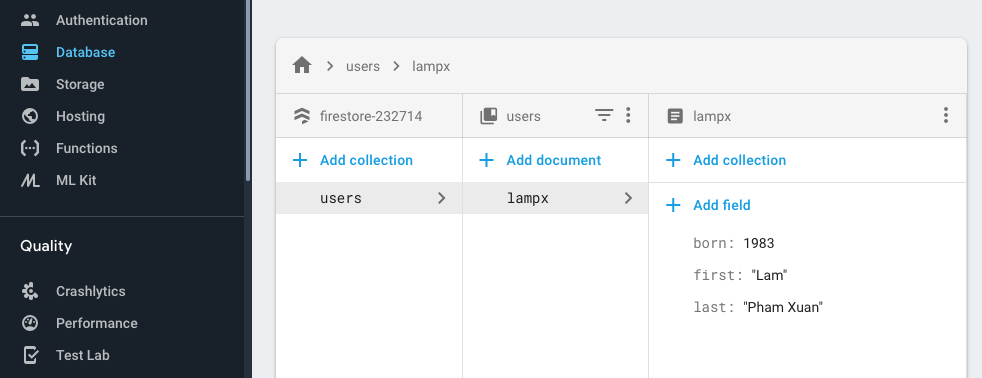 Authentication
Database
Storage
Hosting
Functions
ML Kit
Quality
Crashlytics
Performance
Test Lab
users lampx
firestore-232714 users lampx
Add collection Add document Add collection
users lampx
Add field
born: 1983
first: "Lam"
last: "Pham Xuan"